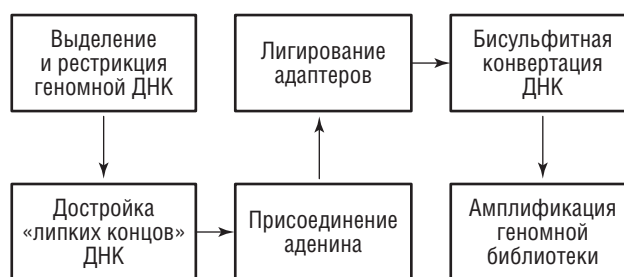 Выделение
и рестрикция
геномной ДНК
Достройка
«липких концов»
ДНК
Присоединение
аденина
Лигирование
адаптеров
Бисульфитная
конвертация
ДНК
Амплификация
геномной
библиотеки